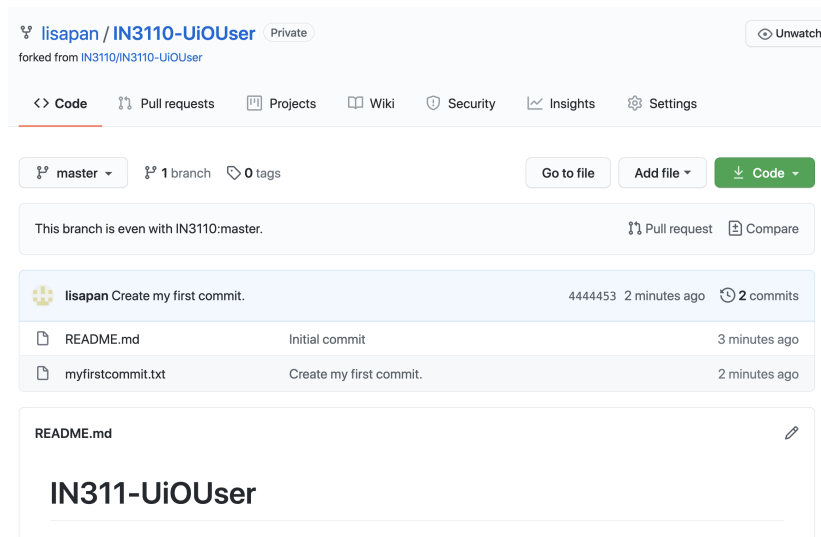 lisapan / IN3110-UiOUser Private Unwatch
forked from IN3110/IN3110-UiOUser
<> Code Pull requests Projects Wiki Security Insights Settings
master 1 branch 0 tags Go to file Add file Code
This branch is even with IN3110:master. Pull request Compare
lisapan Create my first commit. 4444453 2 minutes ago 2 commits
README.md Initial commit 3 minutes ago
myfirstcommit.txt Create my first commit. 2 minutes ago
README.md
IN311-UiOUser